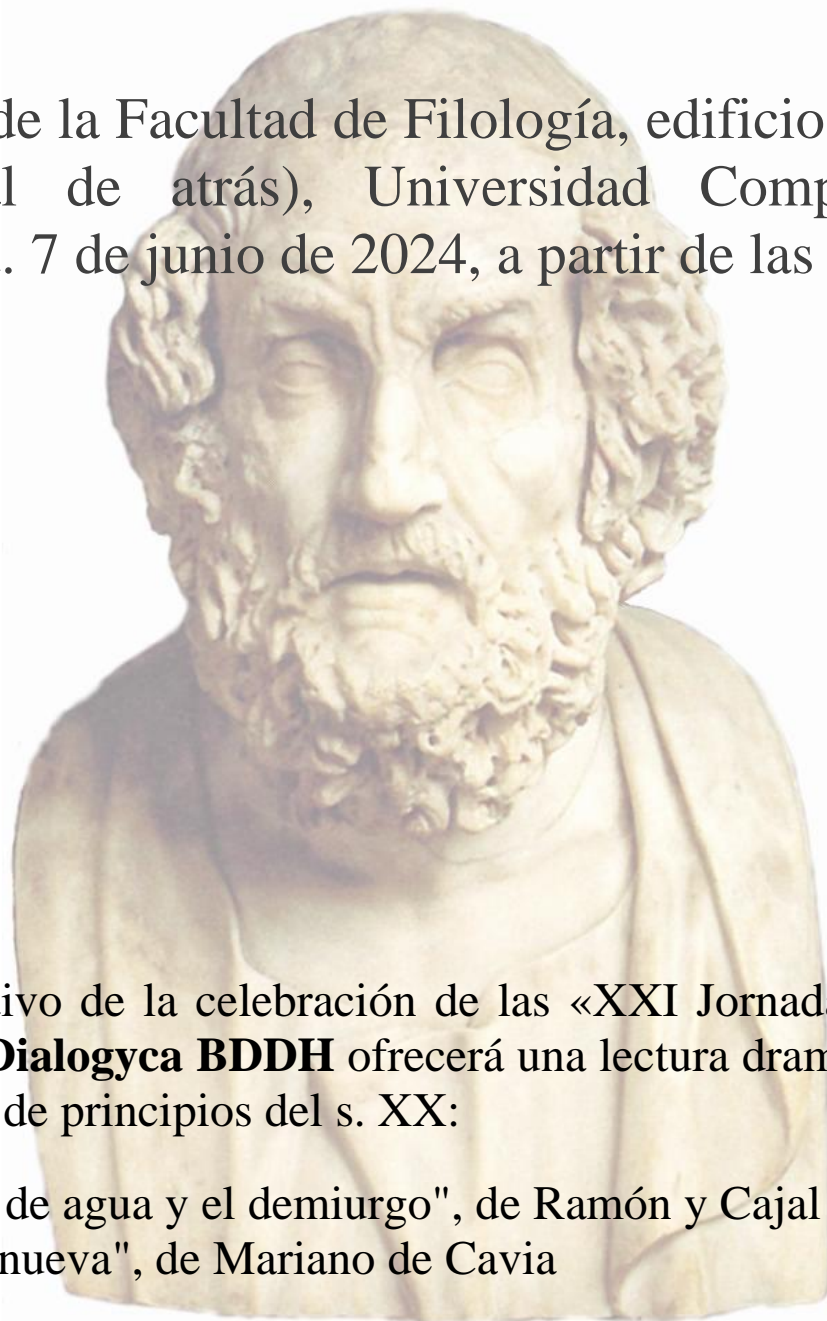 de la Facultad de Filología, edificio
l de atrás), Universidad Comp
. 7 de junio de 2024, a partir de las
ivo de la celebración de las «XXI Jornada
Dialogyca BDDH ofrecerá una lectura dram
de principios del s. XX:
de agua y el demiurgo", de Ramón y Cajal
nueva", de Mariano de Cavia